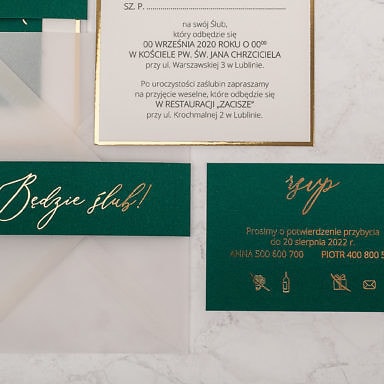 SZ. P. ..................................................
na swój Ślub,
który odbędzie się
00 WRZEŚNIA 2020 ROKU O 00⁰⁰
W KOŚCIELE PW. ŚW. JANA CHRZCICIELA
przy ul. Warszawskiej 3 w Lublinie.
Po uroczystości zaślubin zapraszamy
na przyjęcie weselne, które odbędzie się
W RESTAURACJI „ZACISZE”
przy ul. Krochmalnej 2 w Lublinie.
Będzie ślub!
rsvp
Prosimy o potwierdzenie przybycia
do 20 sierpnia 2022 r.
ANNA 500 600 700 PIOTR 400 800 5